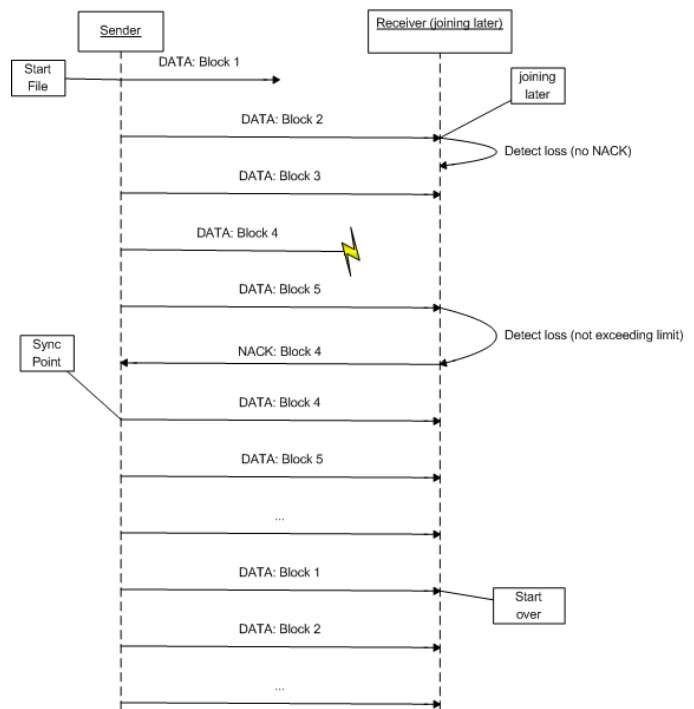 Sender
Receiver (joining later)
DATA: Block 1
Start
File
joining
later
DATA: Block 2
Detect loss (no NACK)
DATA: Block 3
DATA: Block 4
DATA: Block 5
Detect loss (not exceeding limit)
Sync
Point
NACK: Block 4
DATA: Block 4
DATA: Block 5
...
DATA: Block 1
Start
over
DATA: Block 2
...